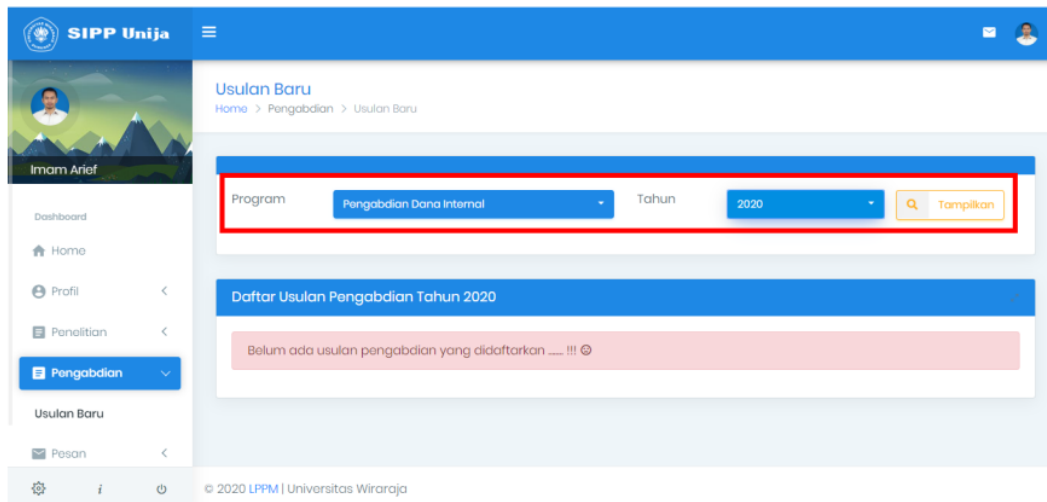 SIPP Unija
Imam Arief
Dashboard
Home
Profil
Penelitian
Pengabdian
Usulan Baru
Pesan
i
Usulan Baru
Home > Pengabdian > Usulan Baru
Program Pengabdian Dana Internal Tahun 2020 Tampilkan
Daftar Usulan Pengabdian Tahun 2020
Belum ada usulan pengabdian yang didaftarkan ...... !!! ☹
© 2020 LPPM | Universitas Wiraraja